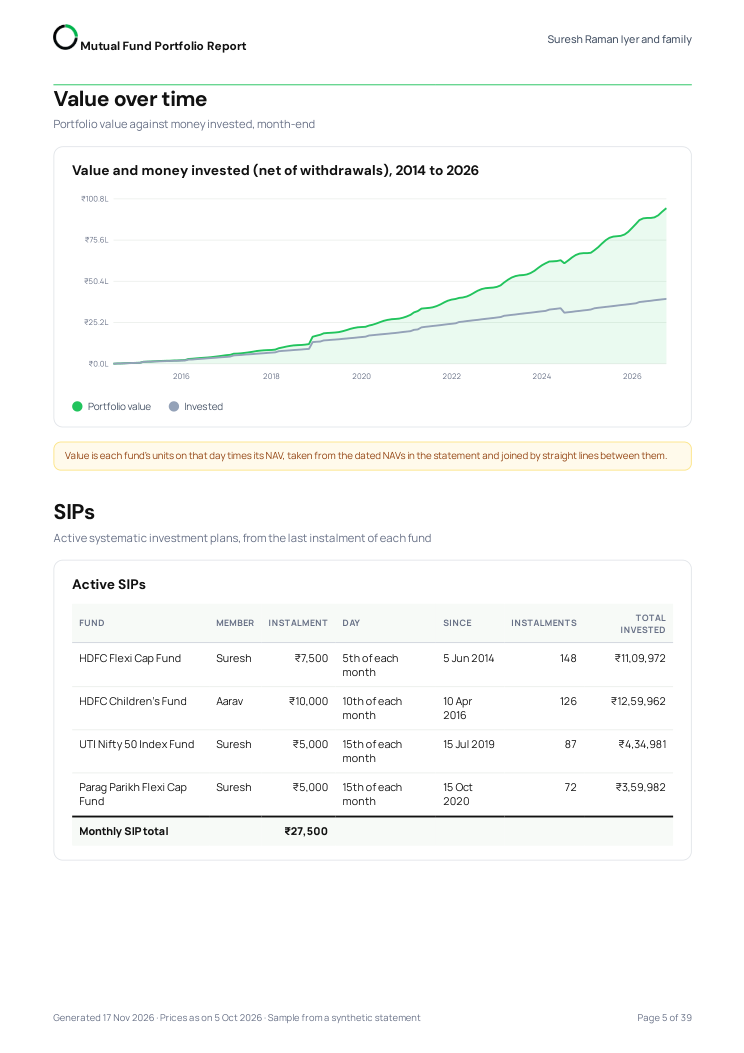 Mutual Fund Portfolio Report
Suresh Raman Iyer and family
Value over time
Portfolio value against money invested, month-end
Value and money invested (net of withdrawals), 2014 to 2026
₹100.8L
₹75.6L
₹50.4L
₹25.2L
₹0.0L
2016 2018 2020 2022 2024 2026
Portfolio value Invested
Value is each fund's units on that day times its NAV, taken from the dated NAVs in the statement and joined by straight lines between them.
SIPs
Active systematic investment plans, from the last instalment of each fund
Active SIPs
FUND MEMBER INSTALMENT DAY SINCE INSTALMENTS TOTAL INVESTED
HDFC Flexi Cap Fund Suresh ₹7,500 5th of each month 5 Jun 2014 148 ₹11,09,972
HDFC Children's Fund Aarav ₹10,000 10th of each month 10 Apr 2016 126 ₹12,59,962
UTI Nifty 50 Index Fund Suresh ₹5,000 15th of each month 15 Jul 2019 87 ₹4,34,981
Parag Parikh Flexi Cap Fund Suresh ₹5,000 15th of each month 15 Oct 2020 72 ₹3,59,982
Monthly SIP total ₹27,500
Generated 17 Nov 2026 · Prices as on 5 Oct 2026 · Sample from a synthetic statement
Page 5 of 39